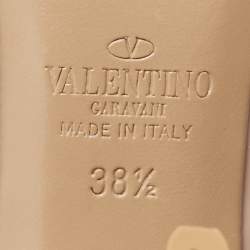 VALENTINO
GARAVANI
MADE IN ITALY
38½